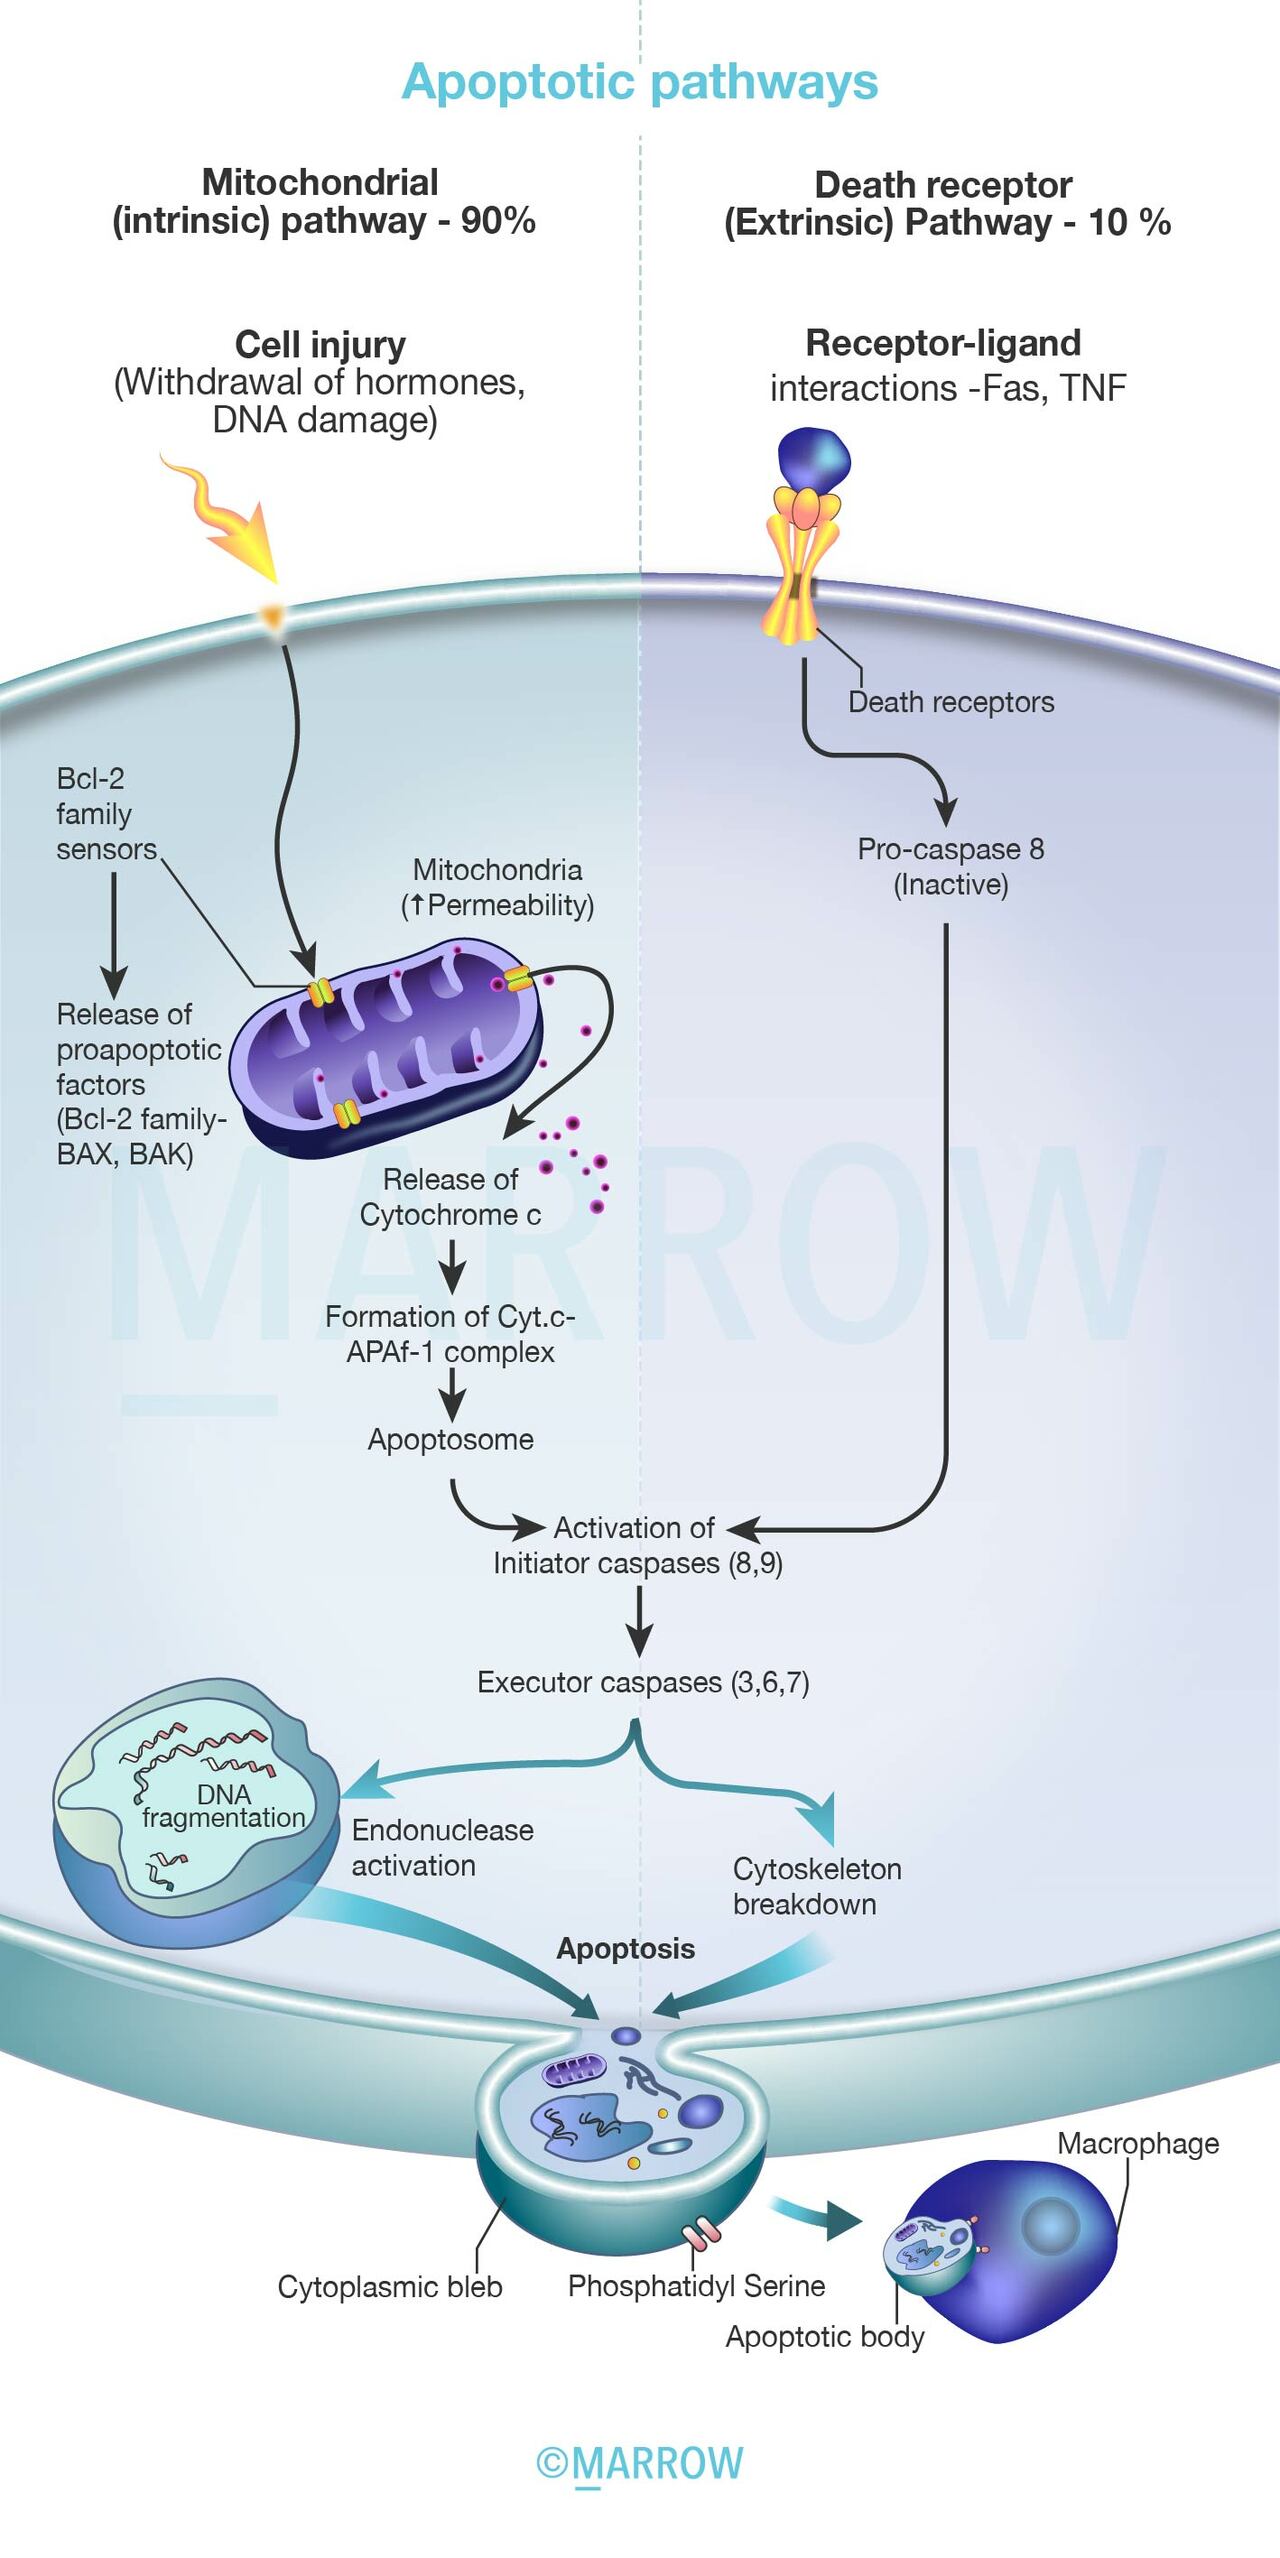 Apoptotic pathways
Mitochondrial
(intrinsic) pathway - 90%
Death receptor
(Extrinsic) Pathway - 10 %
Cell injury
(Withdrawal of hormones,
DNA damage)
Receptor-ligand
interactions -Fas, TNF
Death receptors
Bcl-2
family
sensors
Release of
proapoptotic
factors
(Bcl-2 family-
BAX, BAK)
Mitochondria
(↑Permeability)
Pro-caspase 8
(Inactive)
MARROW
Release of
Cytochrome c
Formation of Cyt.c-
APAf-1 complex
Apoptosome
Activation of
Initiator caspases (8,9)
Executor caspases (3,6,7)
DNA
fragmentation
Endonuclease
activation
Cytoskeleton
breakdown
Apoptosis
Macrophage
Cytoplasmic bleb
Phosphatidyl Serine
Apoptotic body
©MARROW